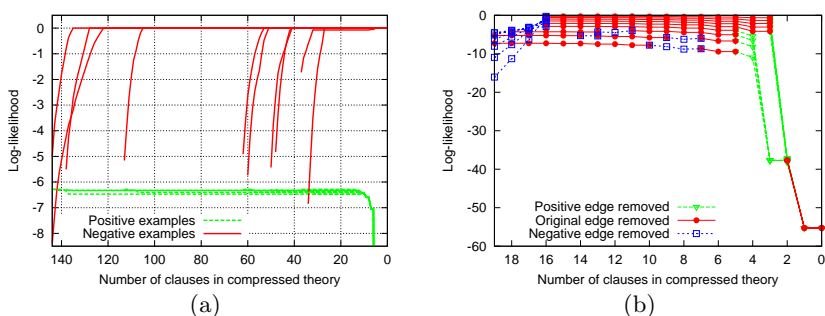 0
-1
-2
-3
-4
-5
-6
-7
-8
Log-likelihood
Positive examples
Negative examples
140 120 100 80 60 40 20 0
Number of clauses in compressed theory
(a)
0
-10
-20
-30
-40
-50
-60
Log-likelihood
Positive edge removed
Original edge removed
Negative edge removed
18 16 14 12 10 8 6 4 2 0
Number of clauses in compressed theory
(b)